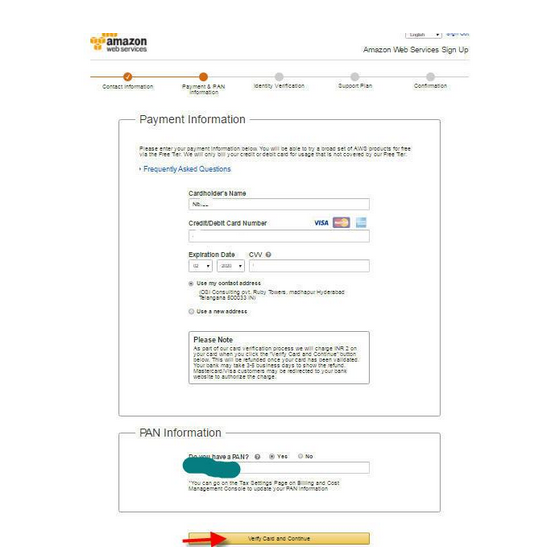 amazon
web services
English
Sign Out
Amazon Web Services Sign Up
Contact Information
Payment & PAN
Information
Identity Verification
Support Plan
Confirmation
Payment Information
Please enter your payment information below. You will be able to try a broad set of AWS products for free
via the Free Tier. We will only bill your credit or debit card for usage that is not covered by our Free Tier.
Frequently Asked Questions
Cardholder's Name
Credit/Debit Card Number
VISA
Expiration Date CVV
02 2020
Use my contact address
Consulting pvt. Ruby Towers, madhapur Hyderabad
Telangana 500033 IN
Use a new address
Please Note
As part of our card verification process we will charge INR 2 on
your card when you click the "Verify Card and Continue" button
below. This will be refunded once your card has been validated.
Your bank may take 3-5 business days to show the refund.
Mastercard/Visa customers may be redirected to your bank
website to authorize the charge.
PAN Information
Do you have a PAN? Yes No
*You can go on the Tax Settings Page on Billing and Cost
Management Console to update your PAN information
Verify Card and Continue